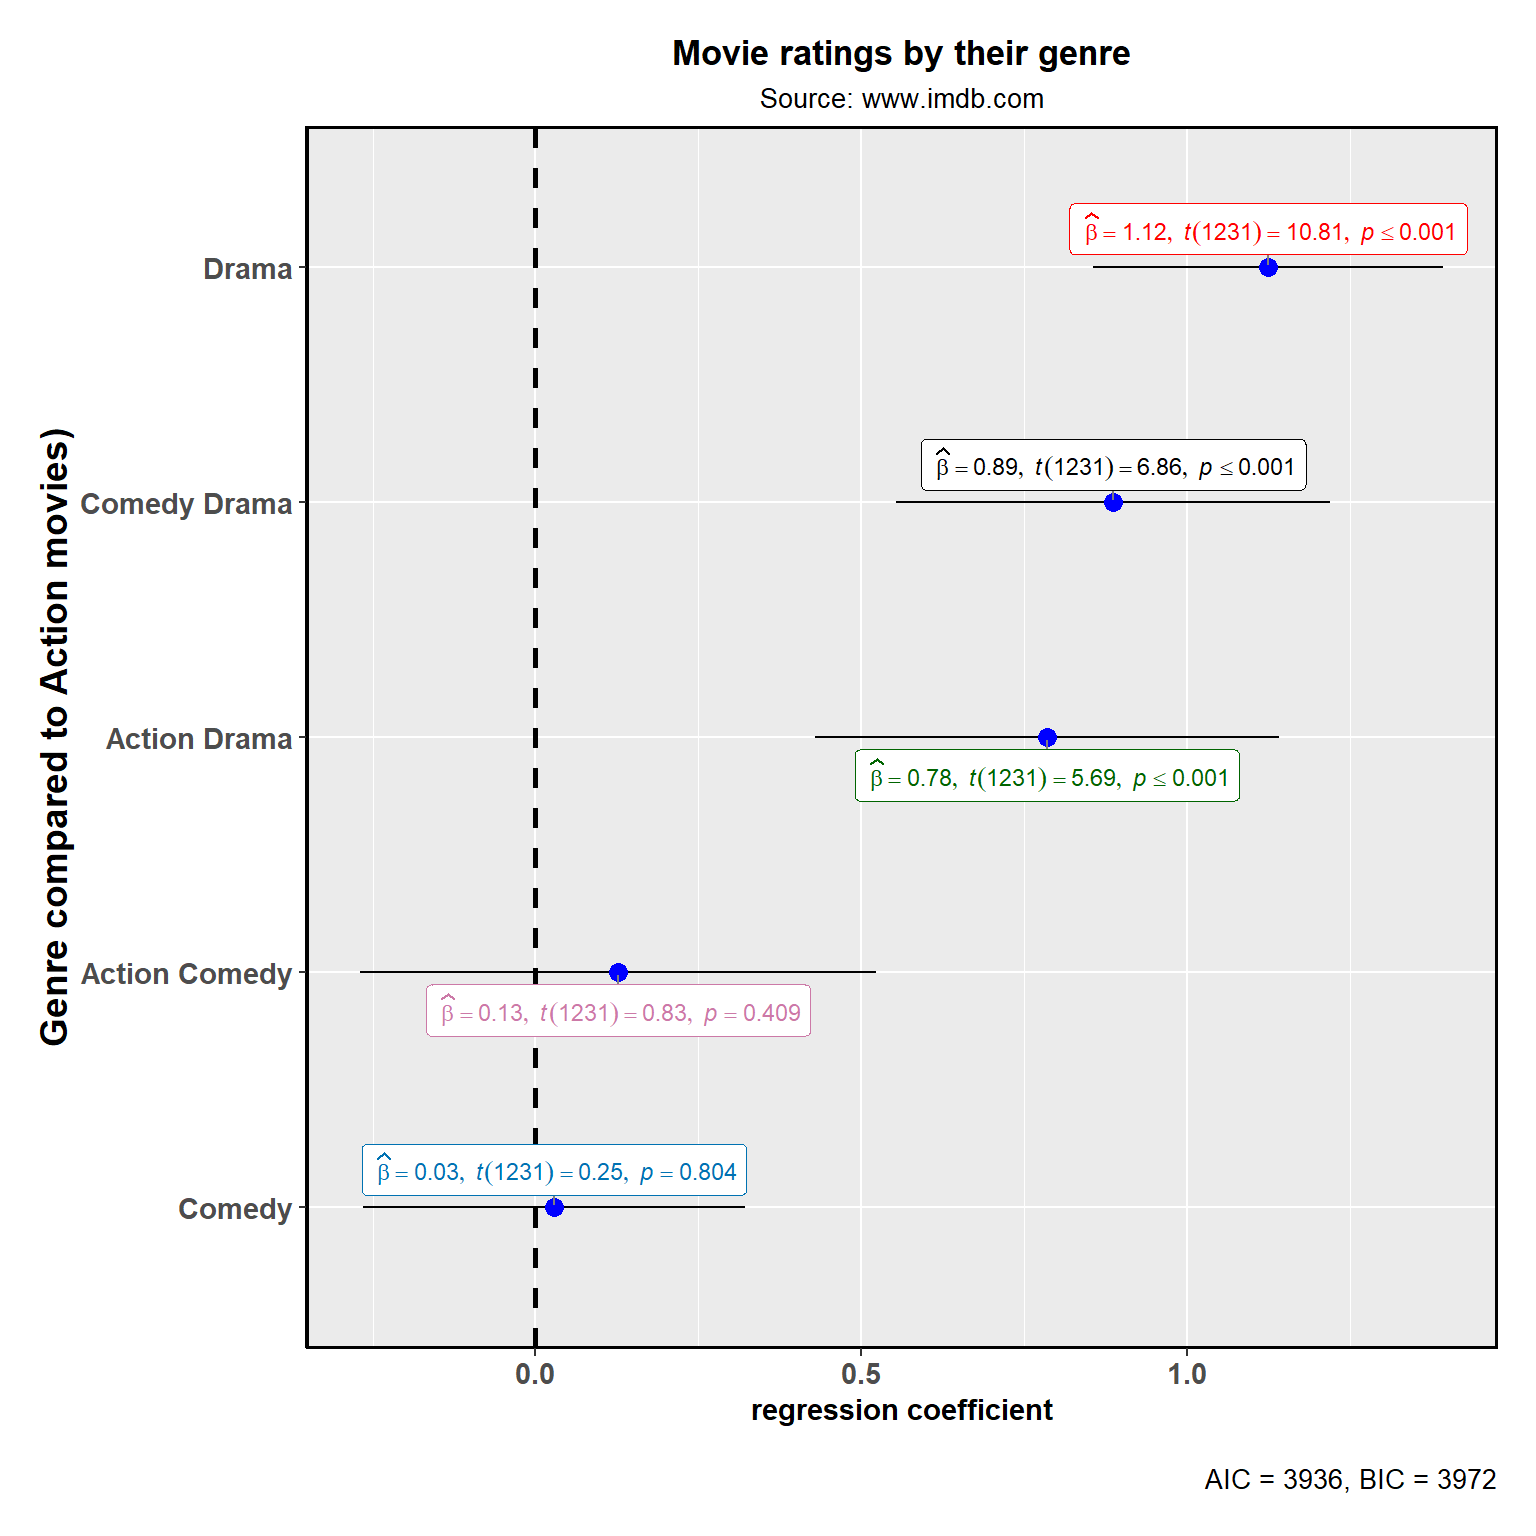 Movie ratings by their genre
Source: www.imdb.com
Genre compared to Action movies)
Drama
β̂ = 1.12, t(1231) = 10.81, p ≤ 0.001
Comedy Drama
β̂ = 0.89, t(1231) = 6.86, p ≤ 0.001
Action Drama
β̂ = 0.78, t(1231) = 5.69, p ≤ 0.001
Action Comedy
β̂ = 0.13, t(1231) = 0.83, p = 0.409
β̂ = 0.03, t(1231) = 0.25, p = 0.804
Comedy
0.0 0.5 1.0
regression coefficient
AIC = 3936, BIC = 3972